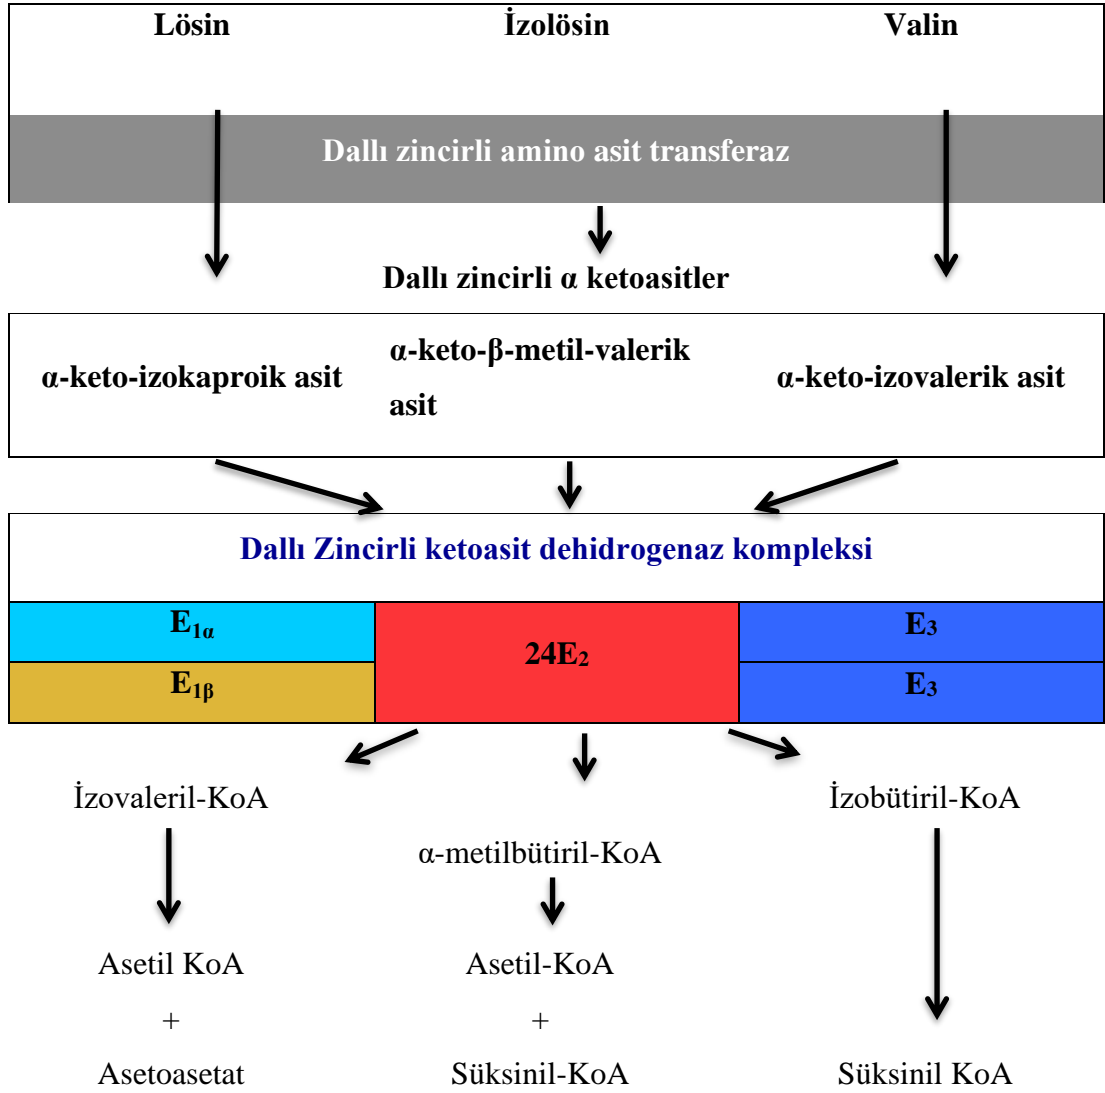 Lösin İzolösin Valin
Dallı zincirli amino asit transferaz
Dallı zincirli α ketoasitler
α-keto-izokaproik asit
α-keto-β-metil-valerik
asit
α-keto-izovalerik asit
Dallı Zincirli ketoasit dehidrogenaz kompleksi
E1α
E1β
24E2
E3
E3
İzovaleril-KoA
α-metilbütiril-KoA
İzobütiril-KoA
Asetil KoA
+
Asetoasetat
Asetil-KoA
+
Süksinil-KoA
Süksinil KoA